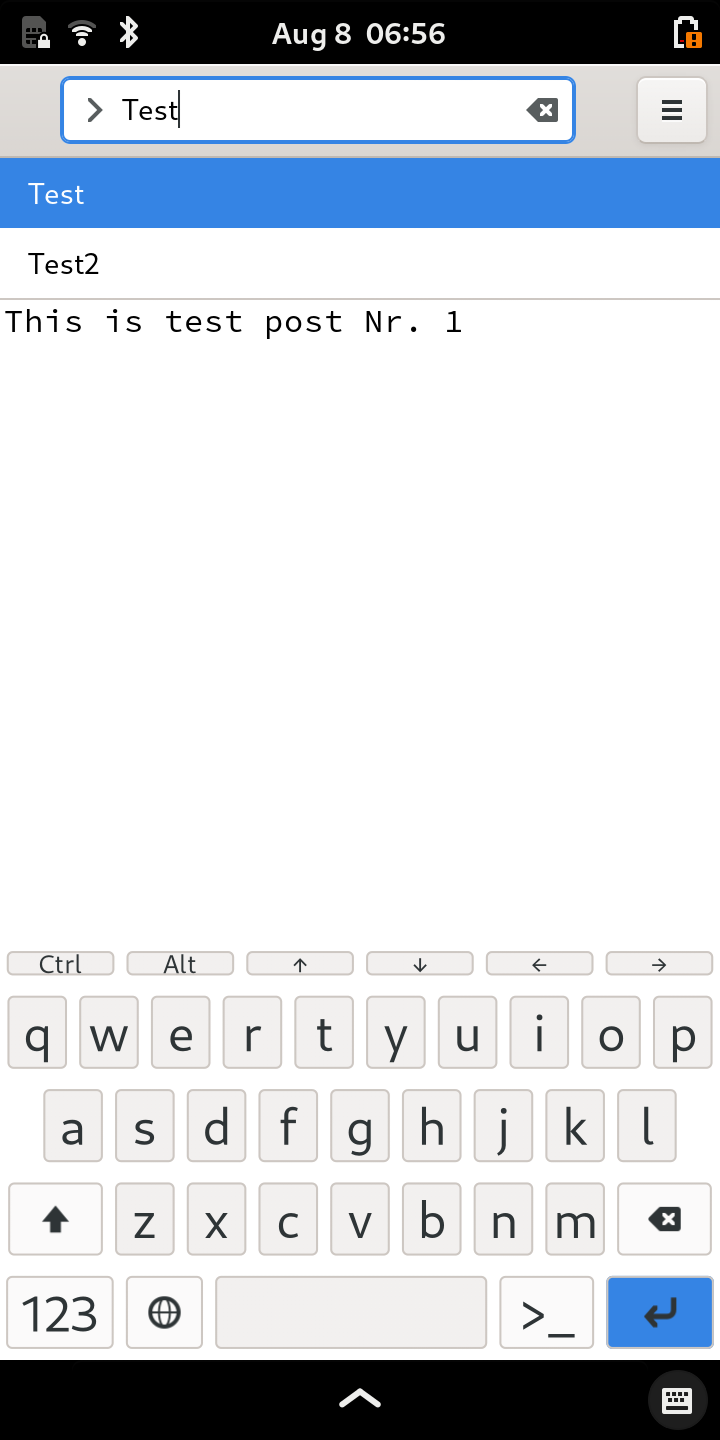 Aug 8 06:56
Test
Test
Test2
This is test post Nr. 1
Ctrl Alt ↑ ↓ ← →
q w e r t y u i o p
a s d f g h j k l
z x c v b n m
123 >_